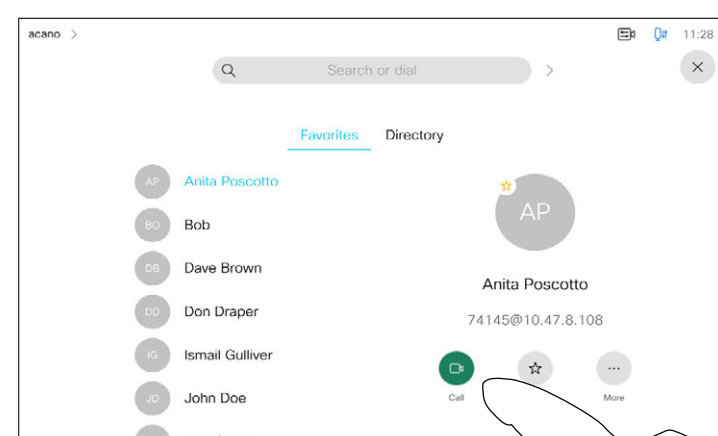 acano >
11:28
Search or dial >
Favorites Directory
AP Anita Poscotto
BO Bob
DB Dave Brown
DD Don Draper
IG Ismail Gulliver
JD John Doe
AP
Anita Poscotto
74145@10.47.8.108
Call
More